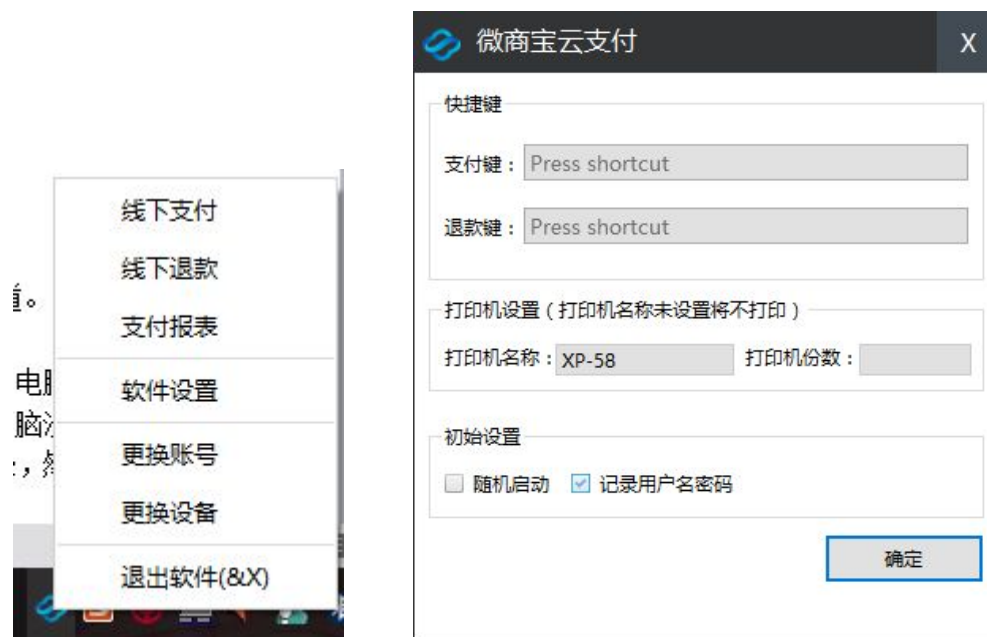 线下支付
线下退款
支付报表
软件设置
更换账号
更换设备
退出软件(&X)
。
电脑
脑
，
微商宝云支付
X
快捷键
支付键：Press shortcut
退款键：Press shortcut
打印机设置（打印机名称未设置将不打印）
打印机名称：XP-58 打印机份数：
初始设置
随机启动 记录用户名密码
确定